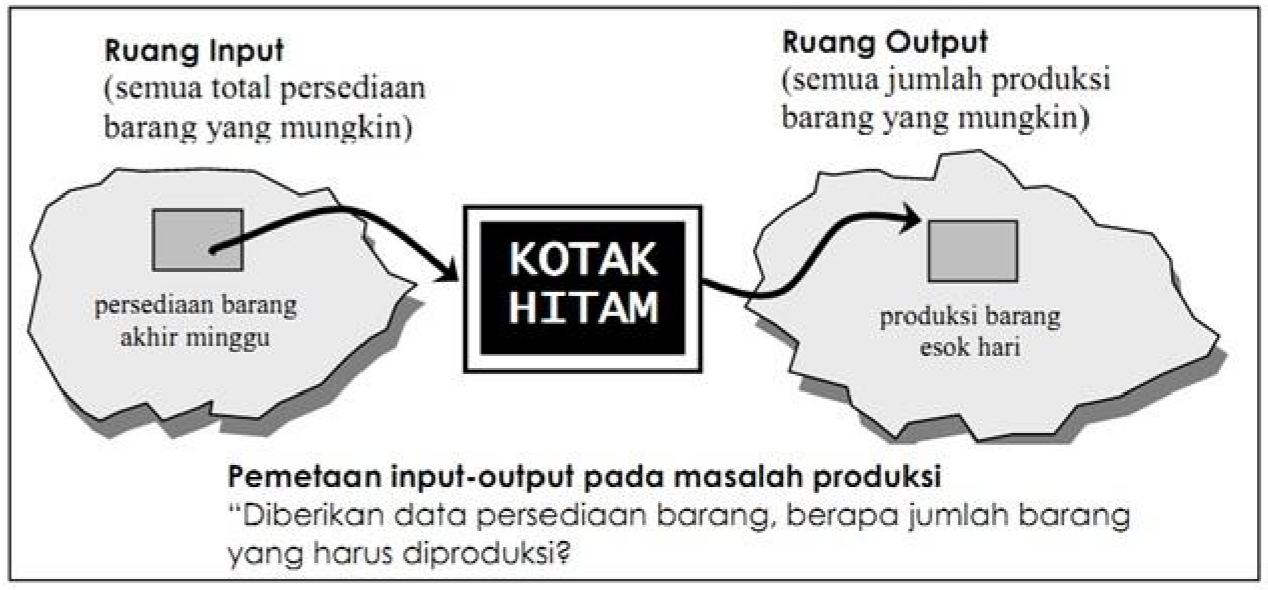 Ruang Input
(semua total persediaan
barang yang mungkin)
Ruang Output
(semua jumlah produksi
barang yang mungkin)
persediaan barang
akhir minggu
KOTAK
HITAM
produksi barang
esok hari
Pemetaan input-output pada masalah produksi
“Diberikan data persediaan barang, berapa jumlah barang
yang harus diproduksi?